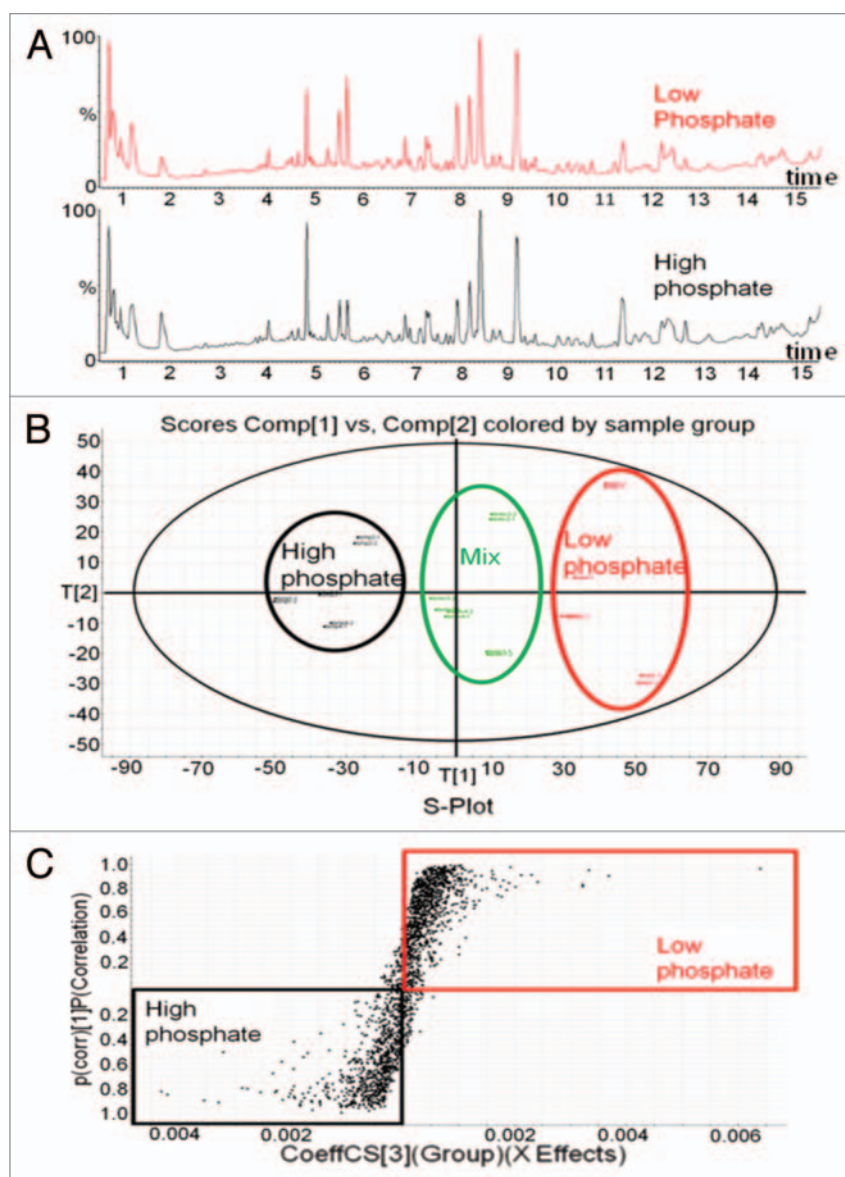 A
100
%
0
Low
Phosphate
time
1 2 3 4 5 6 7 8 9 10 11 12 13 14 15
100
%
0
High
phosphate
time
1 2 3 4 5 6 7 8 9 10 11 12 13 14 15
B
Scores Comp[1] vs, Comp[2] colored by sample group
50
40
30
20
10
T[2]
-10
-20
-30
-40
-50
High
phosphate
Mix
Low
phosphate
-90 -70 -50 -30 -10 10 30 50 70 90
T[1]
S-Plot
C
p(corr)[1]P(Correlation)
1.0
0.8
0.6
0.4
0.2
0.2
0.4
0.6
0.8
1.0
Low
phosphate
High
phosphate
0.004 0.002 0.002 0.004 0.006
CoeffCS[3](Group)(X Effects)